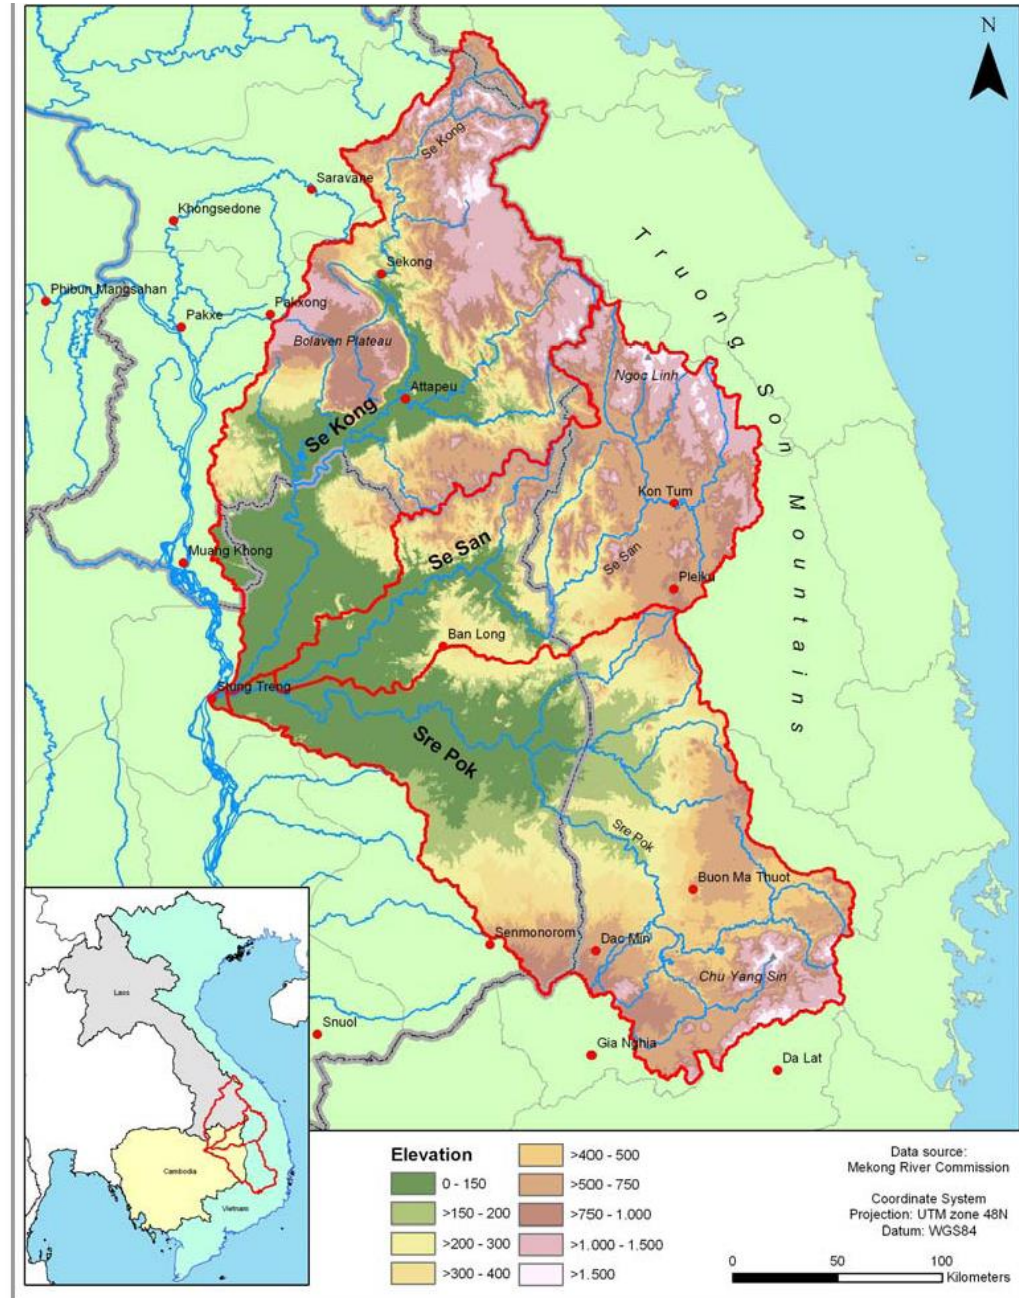 N
Se Kong
Saravane
Khongsedone
Truong Son Mountains
Sekong
Phibun Mangsahan
Pakxong
Pakxe
Bolaven Plateau
Ngoc Linh
Attapeu
Se Kong
Kon Tum
Se San
Se San
Muang Khong
Pleiku
Ban Long
Stung Treng
Sre Pok
Sre Pok
Buon Ma Thuot
Senmonorom
Dac Min
Chu Yang Sin
Snuol
Gia Nghia
Da Lat
Laos
Cambodia
Vietnam
Elevation
0 - 150
>150 - 200
>200 - 300
>300 - 400
>400 - 500
>500 - 750
>750 - 1.000
>1.000 - 1.500
>1.500
Data source:
Mekong River Commission
Coordinate System
Projection: UTM zone 48N
Datum: WGS84
0 50 100
Kilometers